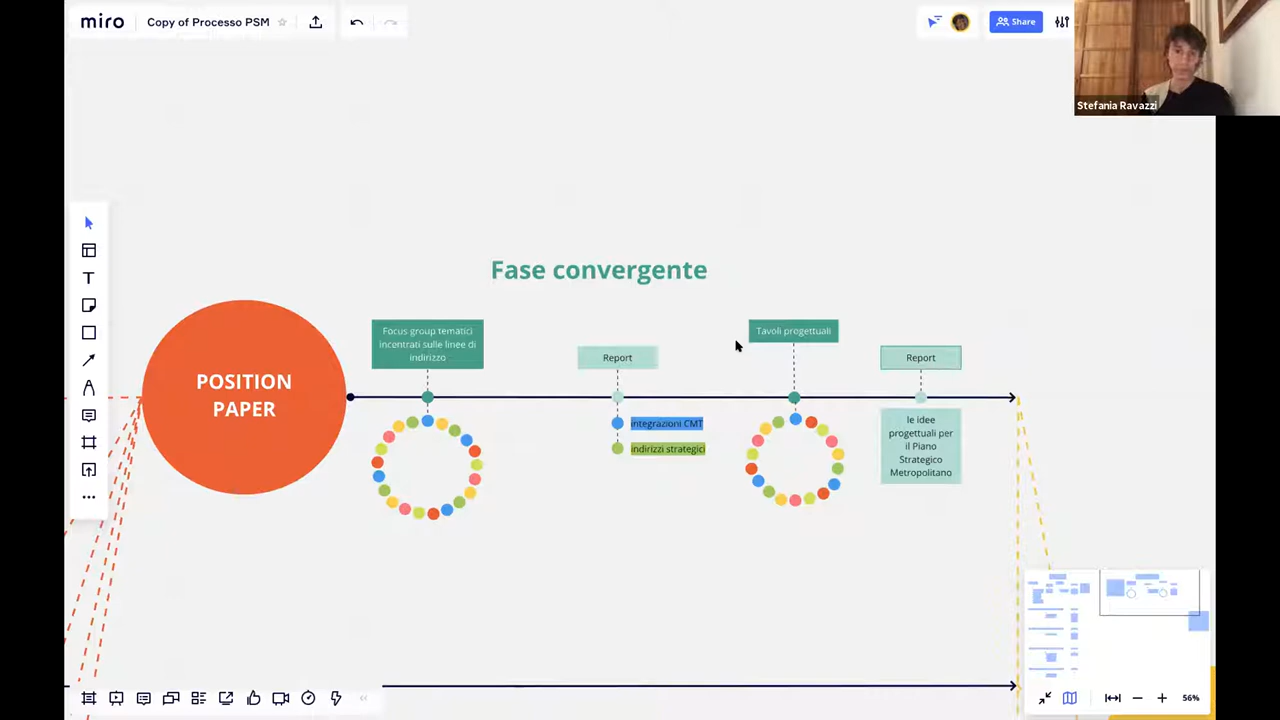 miro
Copy of Processo PSM
Share
Stefania Ravazzi
Fase convergente
Focus group tematici
incontrati sulle linee di
indirizzo
Report
Tavoli progettuali
Report
POSITION
PAPER
integrazioni CMT
indirizzi strategici
le idee
progettuali per
il Piano
Strategico
Metropolitano
56%